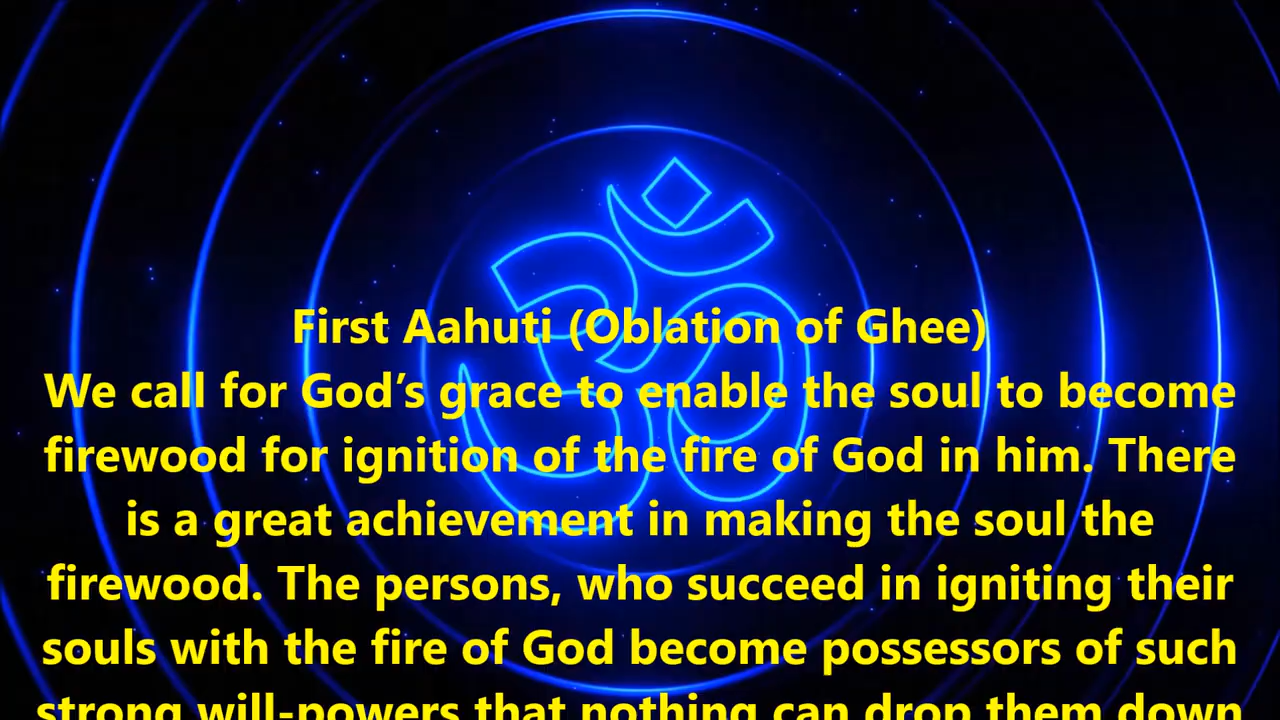 First Aahuti (Oblation of Ghee)
We call for God’s grace to enable the soul to become
firewood for ignition of the fire of God in him. There
is a great achievement in making the soul the
firewood. The persons, who succeed in igniting their
souls with the fire of God become possessors of such
strong will-powers that nothing can drop them down